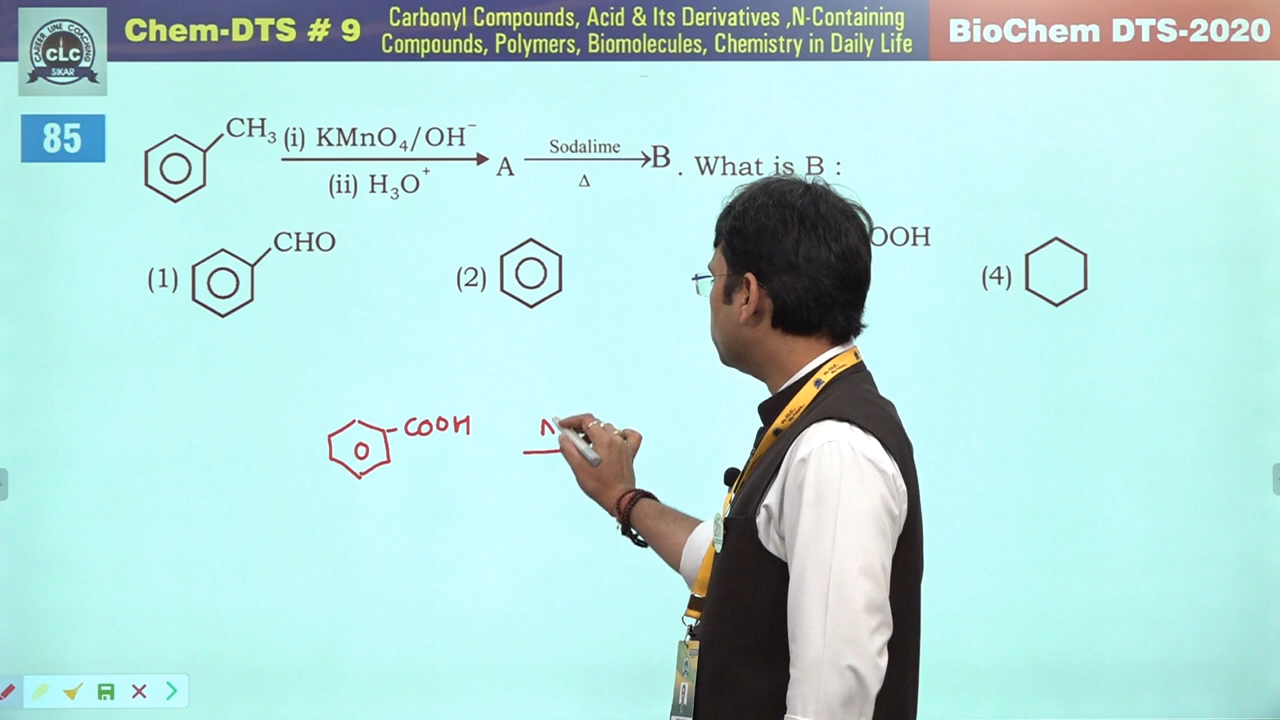 Chem-DTS # 9
Carbonyl Compounds, Acid & Its Derivatives ,N-Containing
Compounds, Polymers, Biomolecules, Chemistry in Daily Life
BioChem DTS-2020
CAREER LINE COACHING
CLC
SIKAR
85
CH₃ (i) KMnO₄/OH⁻
(ii) H₃O⁺
A
Sodalime
Δ
B . What is B :
(1)
CHO
(2)
OOH
(4)
COOH